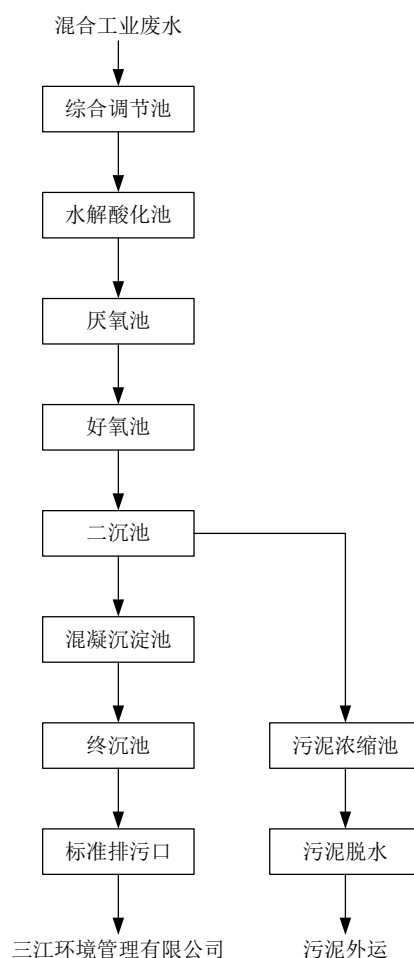 混合工业废水
综合调节池
水解酸化池
厌氧池
好氧池
二沉池
混凝沉淀池
终沉池
污泥浓缩池
标准排污口
污泥脱水
三江环境管理有限公司
污泥外运